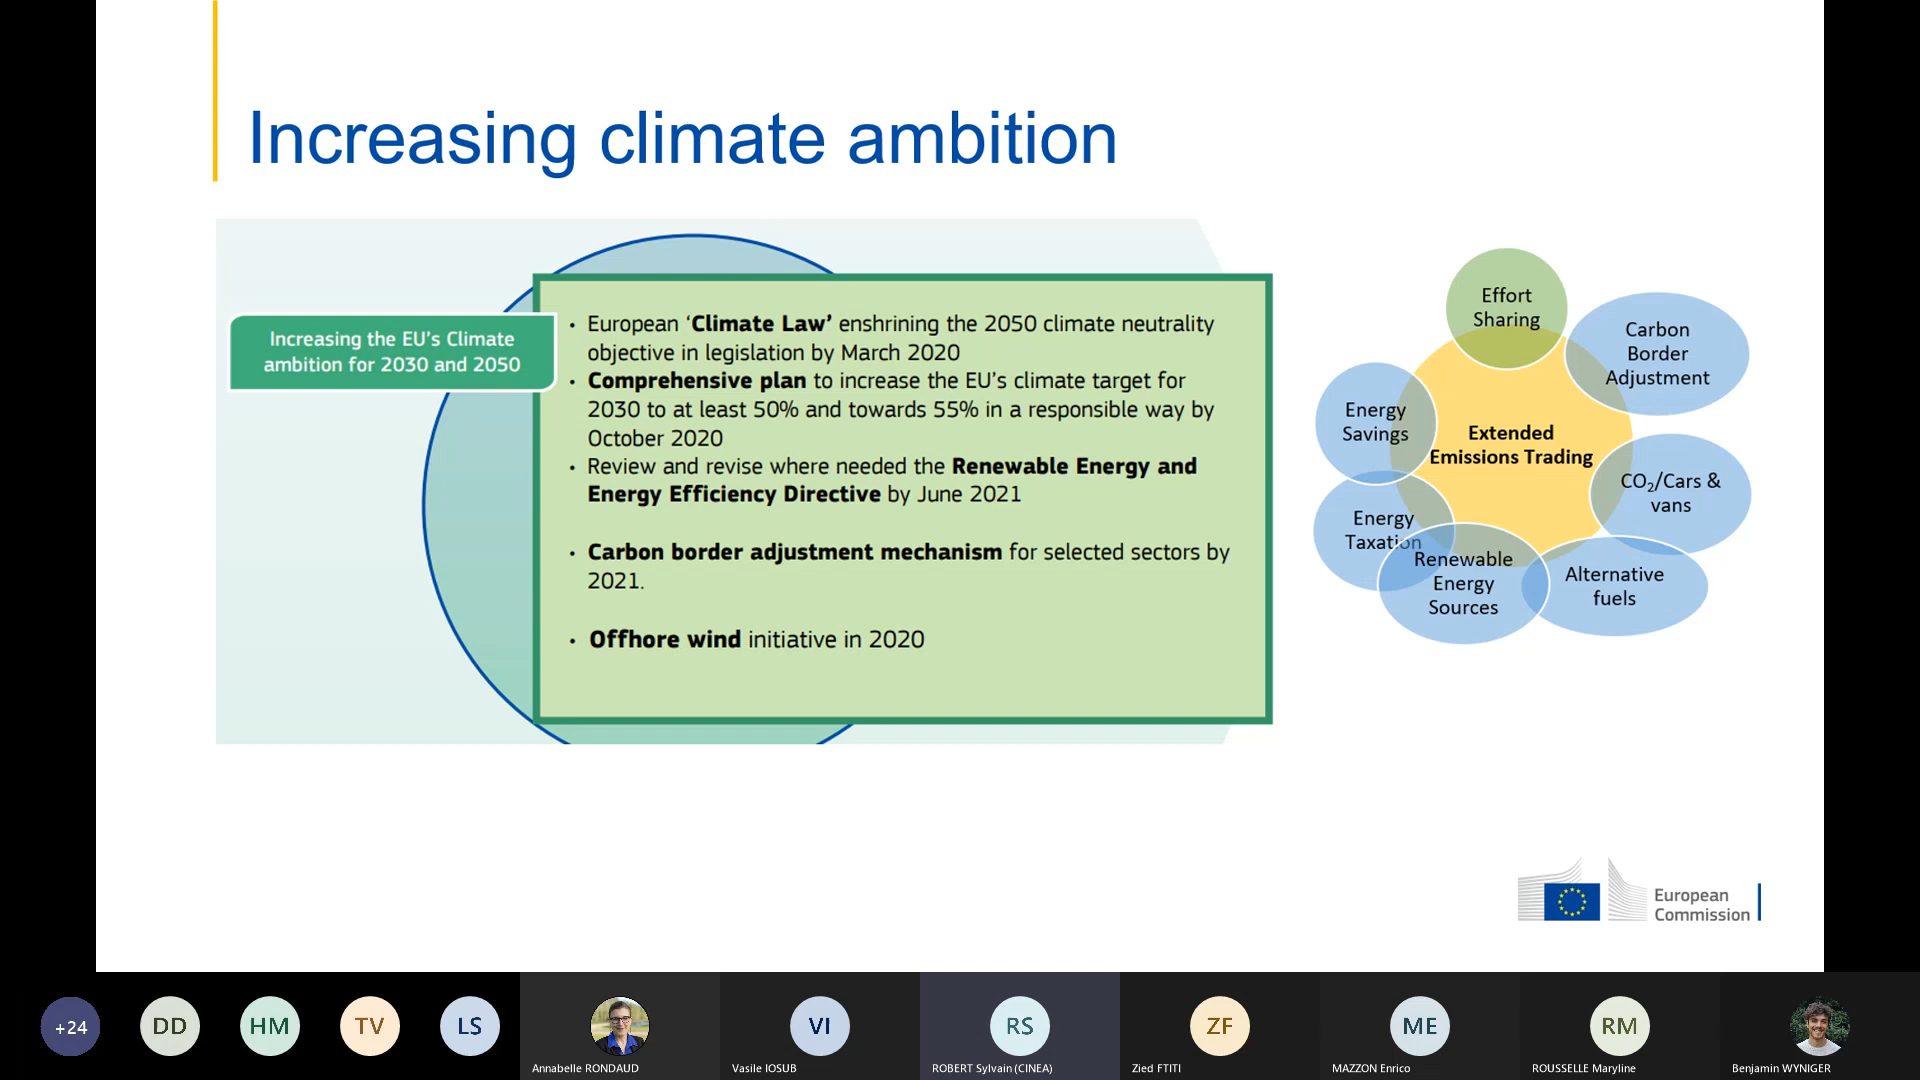 Increasing climate ambition
Increasing the EU's Climate
ambition for 2030 and 2050
• European ‘Climate Law’ enshrining the 2050 climate neutrality
objective in legislation by March 2020
• Comprehensive plan to increase the EU’s climate target for
2030 to at least 50% and towards 55% in a responsible way by
October 2020
• Review and revise where needed the Renewable Energy and
Energy Efficiency Directive by June 2021
• Carbon border adjustment mechanism for selected sectors by
2021.
• Offhore wind initiative in 2020
Effort
Sharing
Carbon
Border
Adjustment
Energy
Savings
Extended
Emissions Trading
CO₂/Cars &
vans
Energy
Taxation
Renewable
Energy
Sources
Alternative
fuels
European
Commission
+24
DD
HM
TV
LS
Annabelle RONDAUD
VI
Vasile IOSUB
RS
ROBERT Sylvain (CINEA)
ZF
Zied FTITI
ME
MAZZON Enrico
RM
ROUSSELLE Maryline
Benjamin WYNIGER